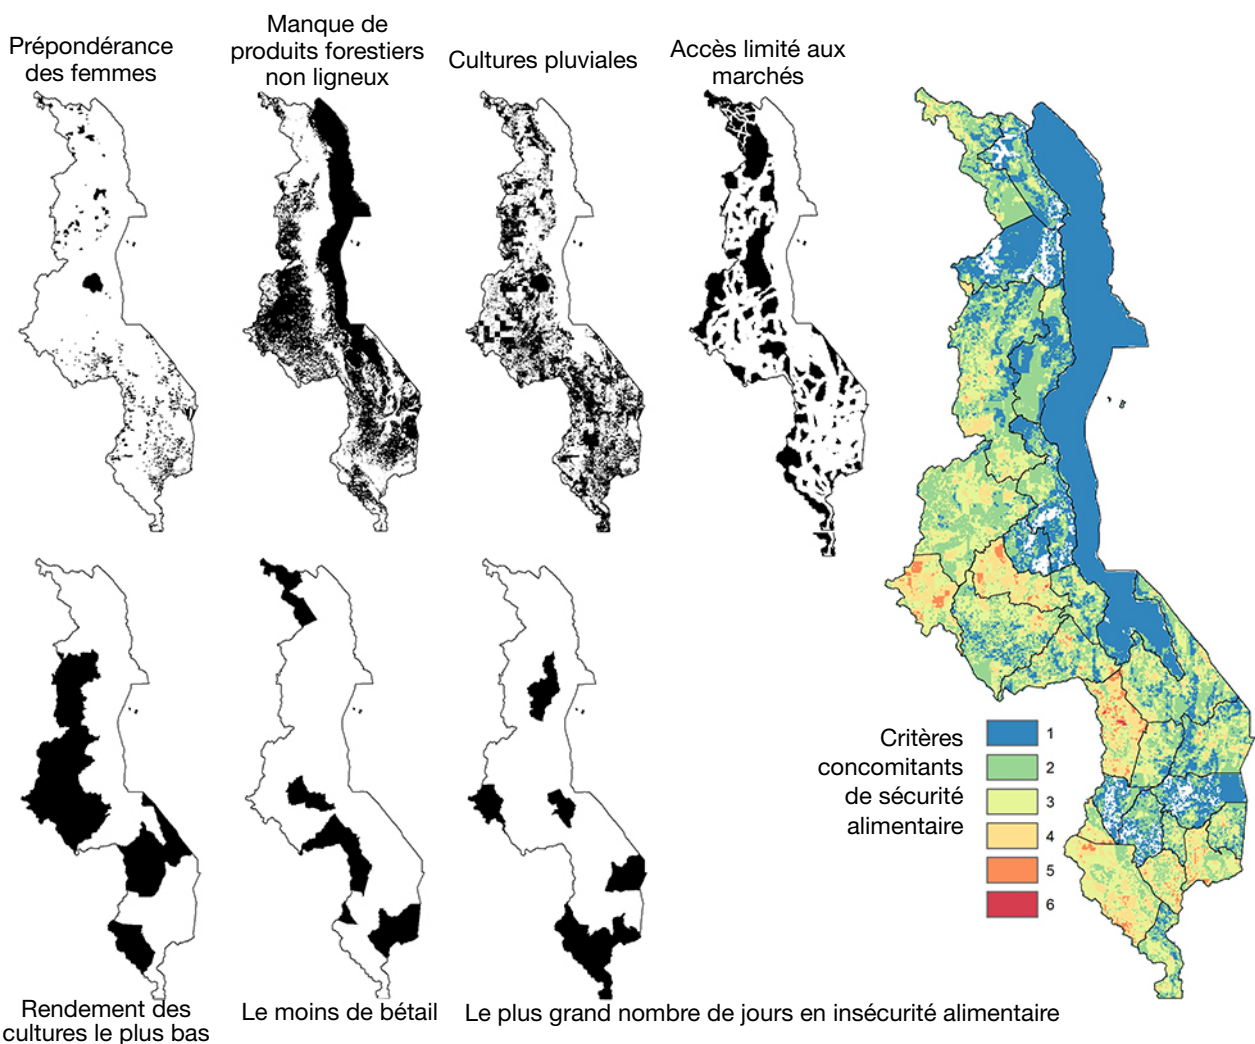 Prépondérance
des femmes
Manque de
produits forestiers
non ligneux
Cultures pluviales
Accès limité aux
marchés
Critères
concomitants
de sécurité
alimentaire
1
2
3
4
5
6
Rendement des
cultures le plus bas
Le moins de bétail
Le plus grand nombre de jours en insécurité alimentaire